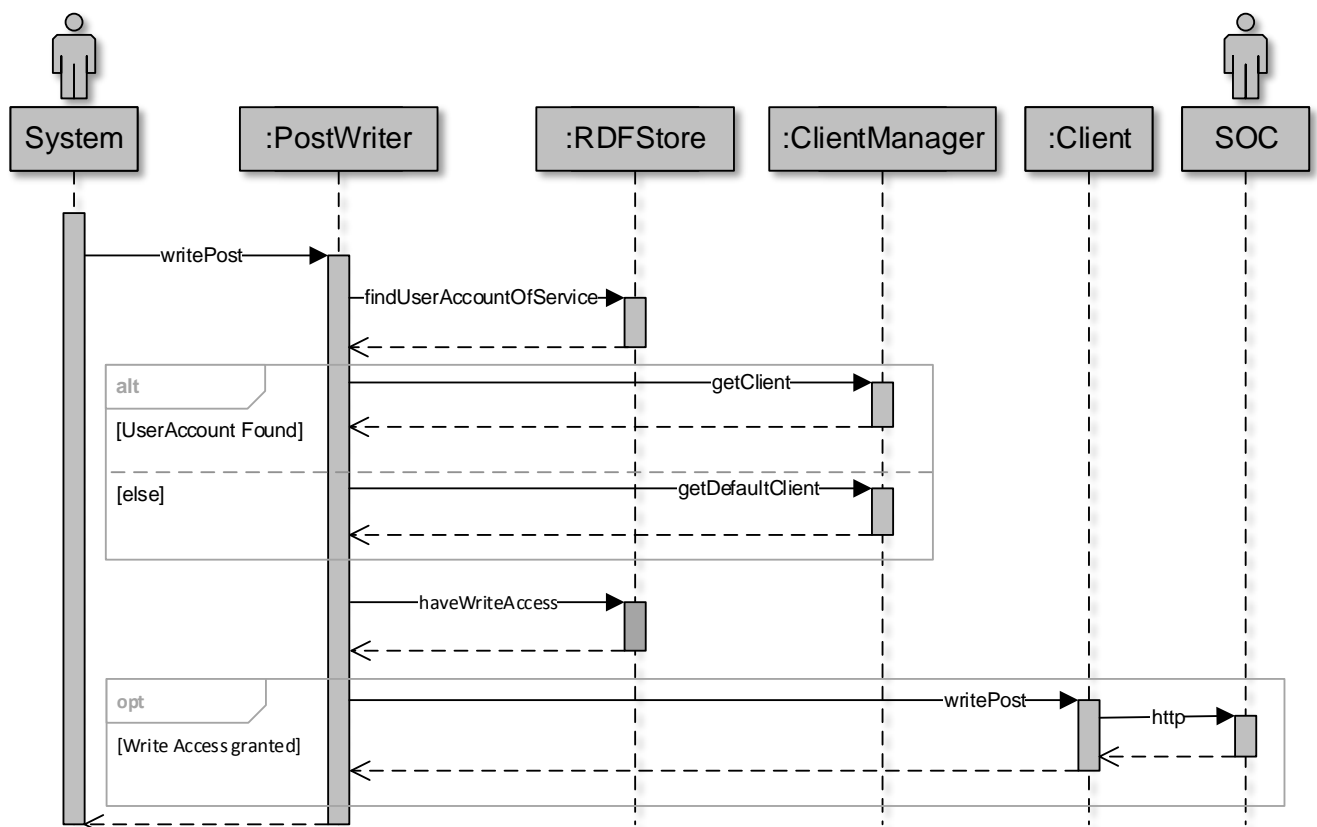 System
:PostWriter
:RDFStore
:ClientManager
:Client
SOC
writePost
findUserAccountOfService
alt
getClient
[UserAccount Found]
[else]
getDefaultClient
haveWriteAccess
opt
writePost
http
[Write Access granted]